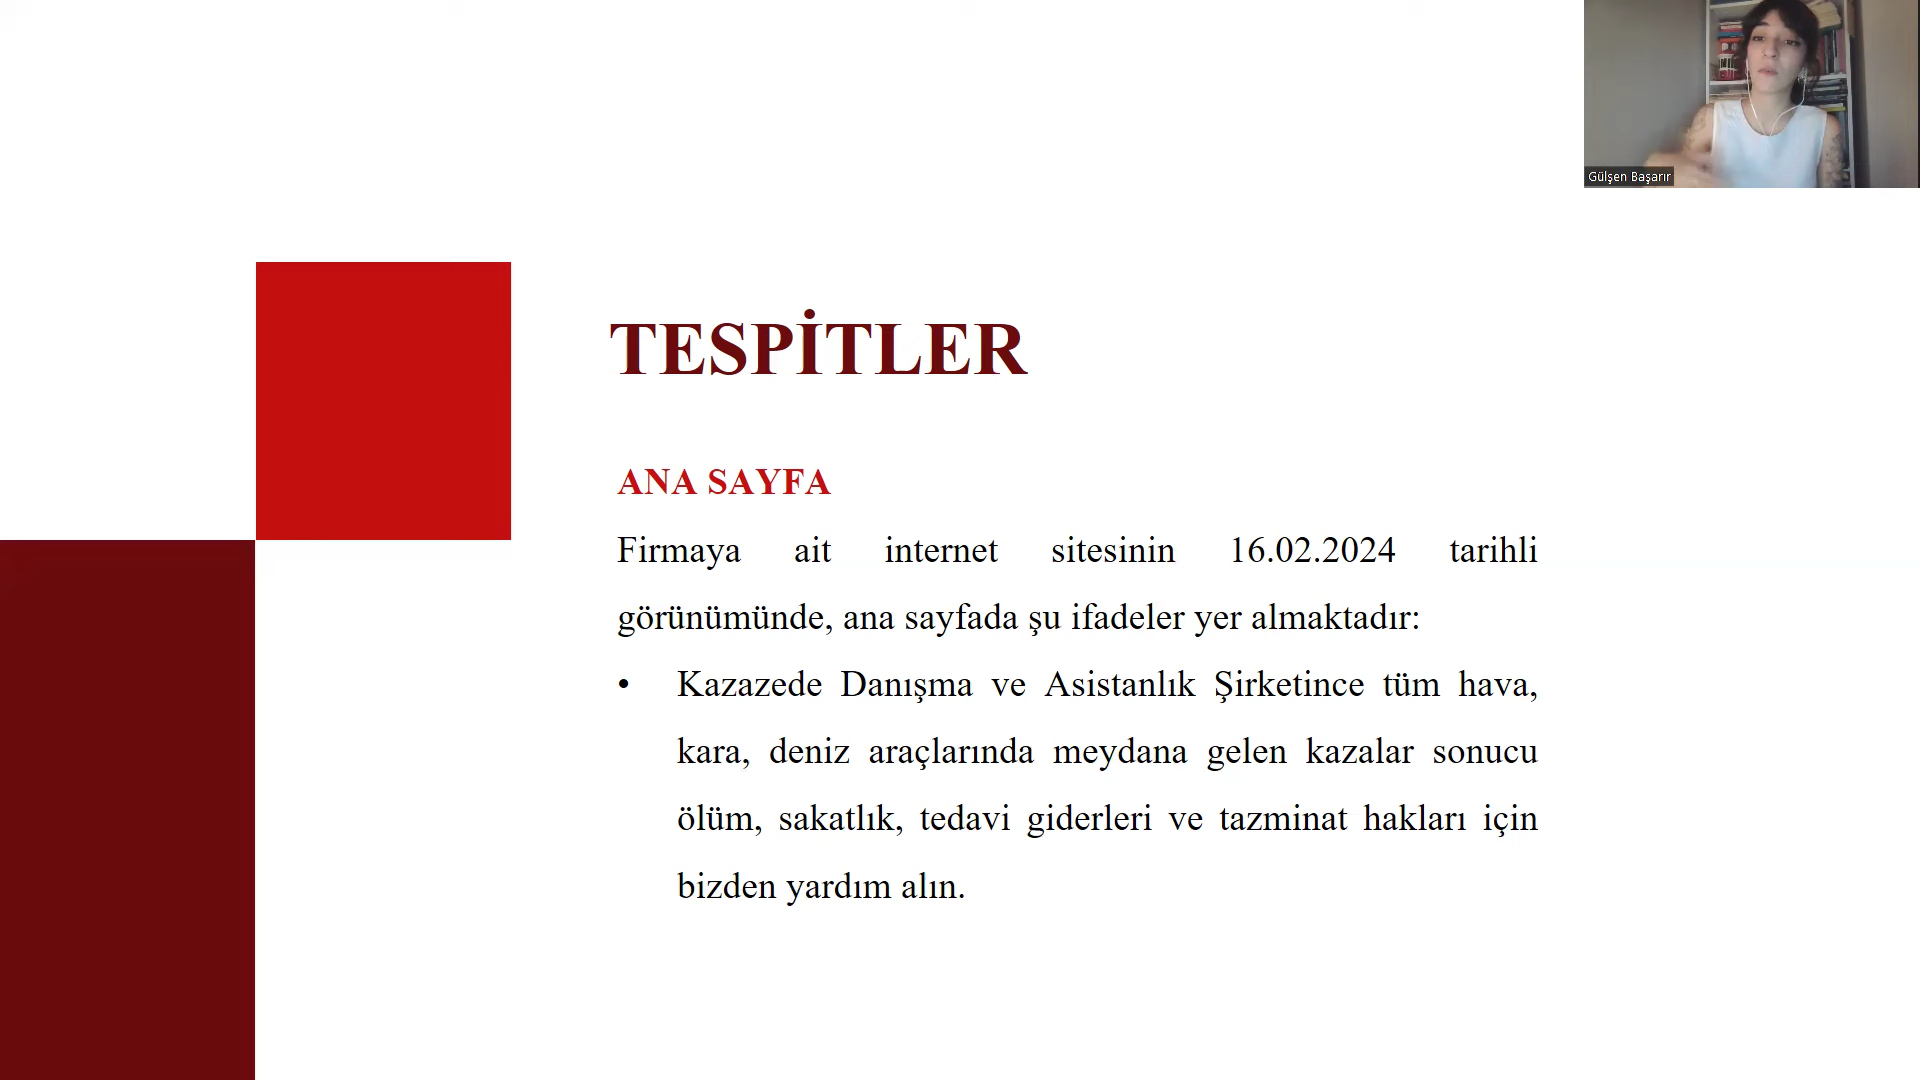 Gülşen Başarır
TESPİTLER
ANA SAYFA
Firmaya ait internet sitesinin 16.02.2024 tarihli
görünümünde, ana sayfada şu ifadeler yer almaktadır:
• Kazazede Danışma ve Asistanlık Şirketince tüm hava,
kara, deniz araçlarında meydana gelen kazalar sonucu
ölüm, sakatlık, tedavi giderleri ve tazminat hakları için
bizden yardım alın.